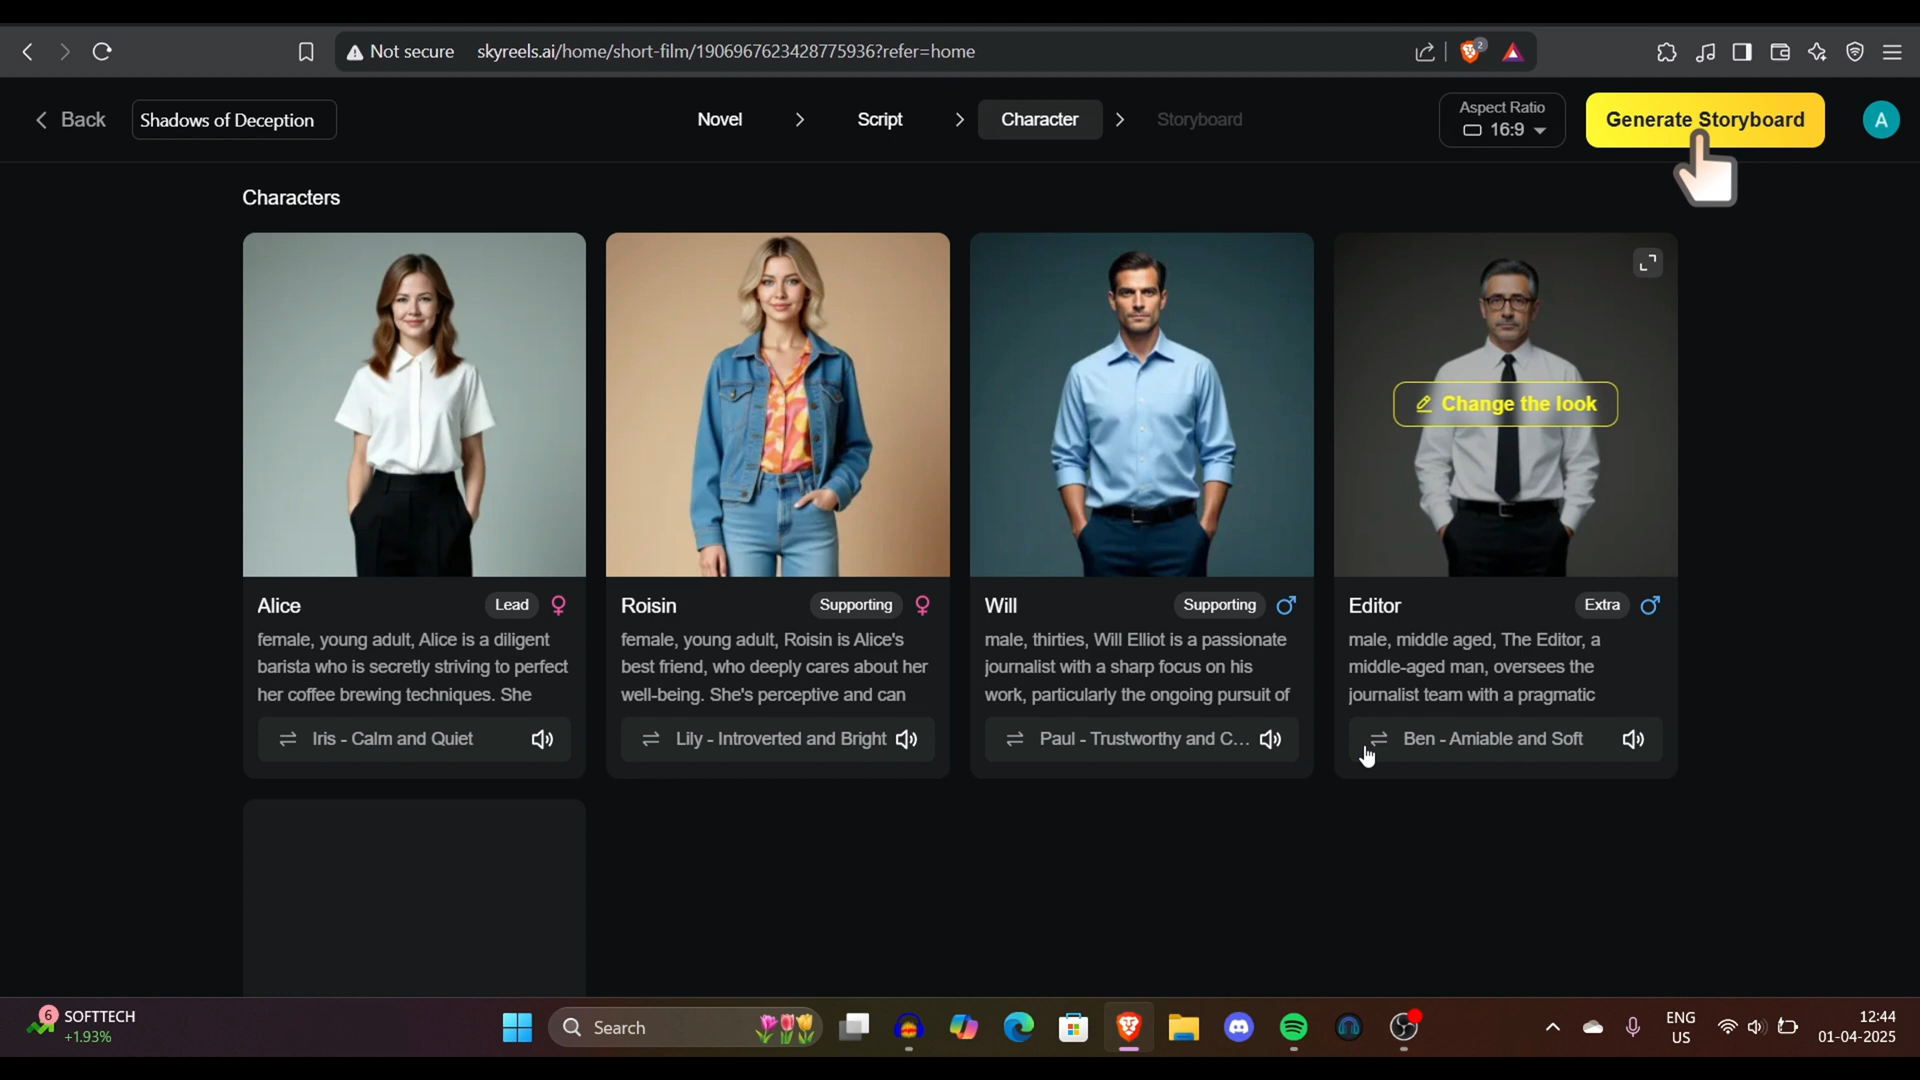 Not secure skyreels.ai/home/short-film/1906967623428775936?refer=home
2
Back
Shadows of Deception
Novel
Script
Character
Storyboard
Aspect Ratio
16:9
Generate Storyboard
A
Characters
Change the look
Alice
Lead
female, young adult, Alice is a diligent
barista who is secretly striving to perfect
her coffee brewing techniques. She
Iris - Calm and Quiet
Roisin
Supporting
female, young adult, Roisin is Alice's
best friend, who deeply cares about her
well-being. She's perceptive and can
Lily - Introverted and Bright
Will
Supporting
male, thirties, Will Elliot is a passionate
journalist with a sharp focus on his
work, particularly the ongoing pursuit of
Paul - Trustworthy and C...
Editor
Extra
male, middle aged, The Editor, a
middle-aged man, oversees the
journalist team with a pragmatic
Ben - Amiable and Soft
6
SOFTTECH
+1.93%
Search
ENG
US
12:44
01-04-2025